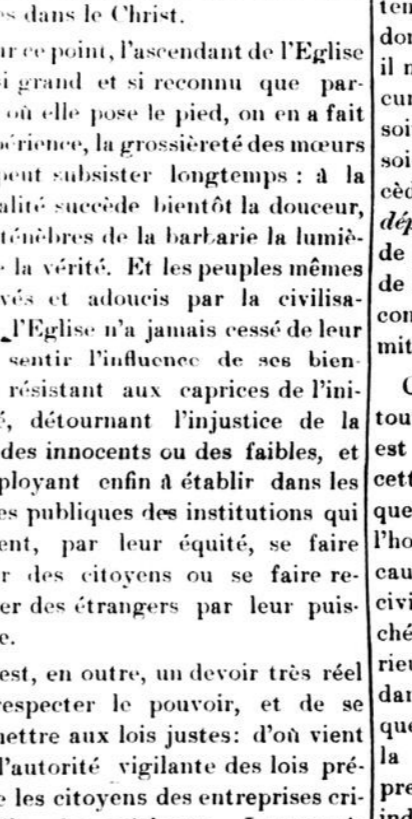 dans le Christ.
ce point, l'ascendant de l'Eglise
si grand et si reconnu que par-
où elle pose le pied, on en a fait
la grossièreté des mœurs
peut subsister longtemps : à la
succède bientôt la douceur,
ténèbres de la barbarie la lumiè-
la vérité. Et les peuples mêmes
et adoucis par la civilisa-
l'Eglise n'a jamais cessé de leur
sentir l'influence de ses bien-
résistant aux caprices de l'ini-
détournant l'injustice de la
des innocents ou des faibles, et
ployant enfin à établir dans les
es publiques des institutions qui
ent, par leur équité, se faire
r des citoyens ou se faire re-
er des étrangers par leur puis-
e.
est, en outre, un devoir très réel
respecter le pouvoir, et de se
mettre aux lois justes: d'où vient
l'autorité vigilante des lois pré-
les citoyens des entreprises cri-
ten
don
il n
cun
soi
soi
cèd
dép
de
de
con
mit
C
tou
est
cett
que
l'ho
cau
civi
ché
rieu
dan
que
la
pre